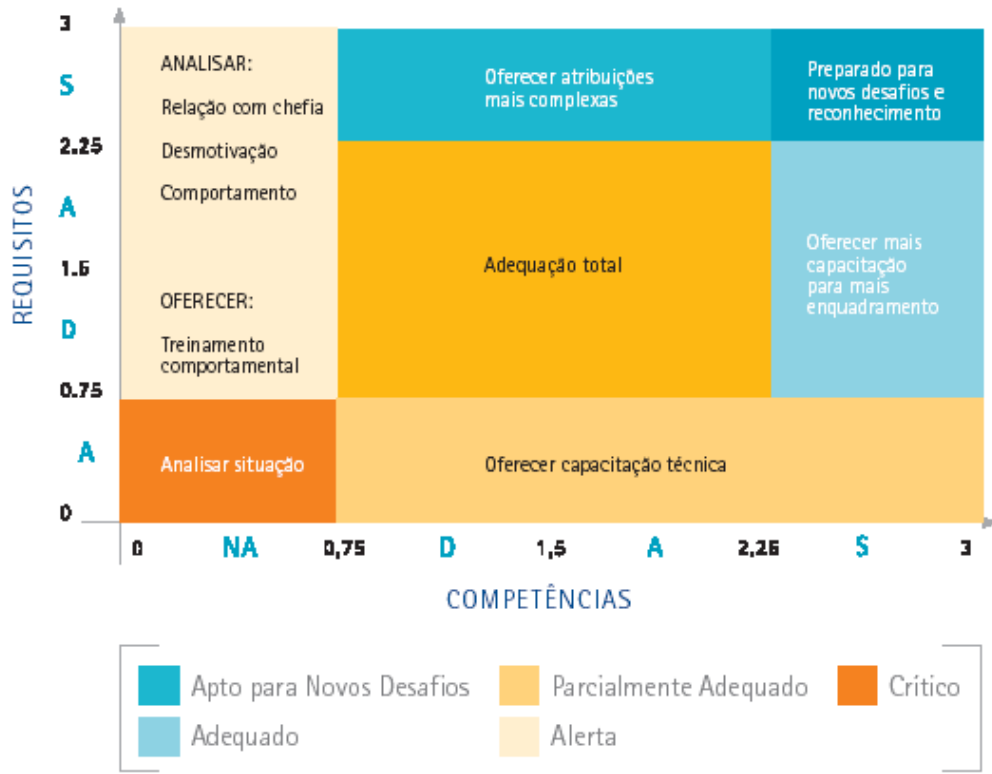 3
S
2.25
A
1.5
D
0.75
A
0
REQUISITOS
ANALISAR:
Relação com chefia
Desmotivação
Comportamento
OFERECER:
Treinamento
comportamental
Oferecer atribuições
mais complexas
Preparado para
novos desafios e
reconhecimento
Adequação total
Oferecer mais
capacitação
para mais
enquadramento
Analisar situação
Oferecer capacitação técnica
0 NA 0,75 D 1,5 A 2,25 S 3
COMPETÊNCIAS
Apto para Novos Desafios
Parcialmente Adequado
Crítico
Adequado
Alerta